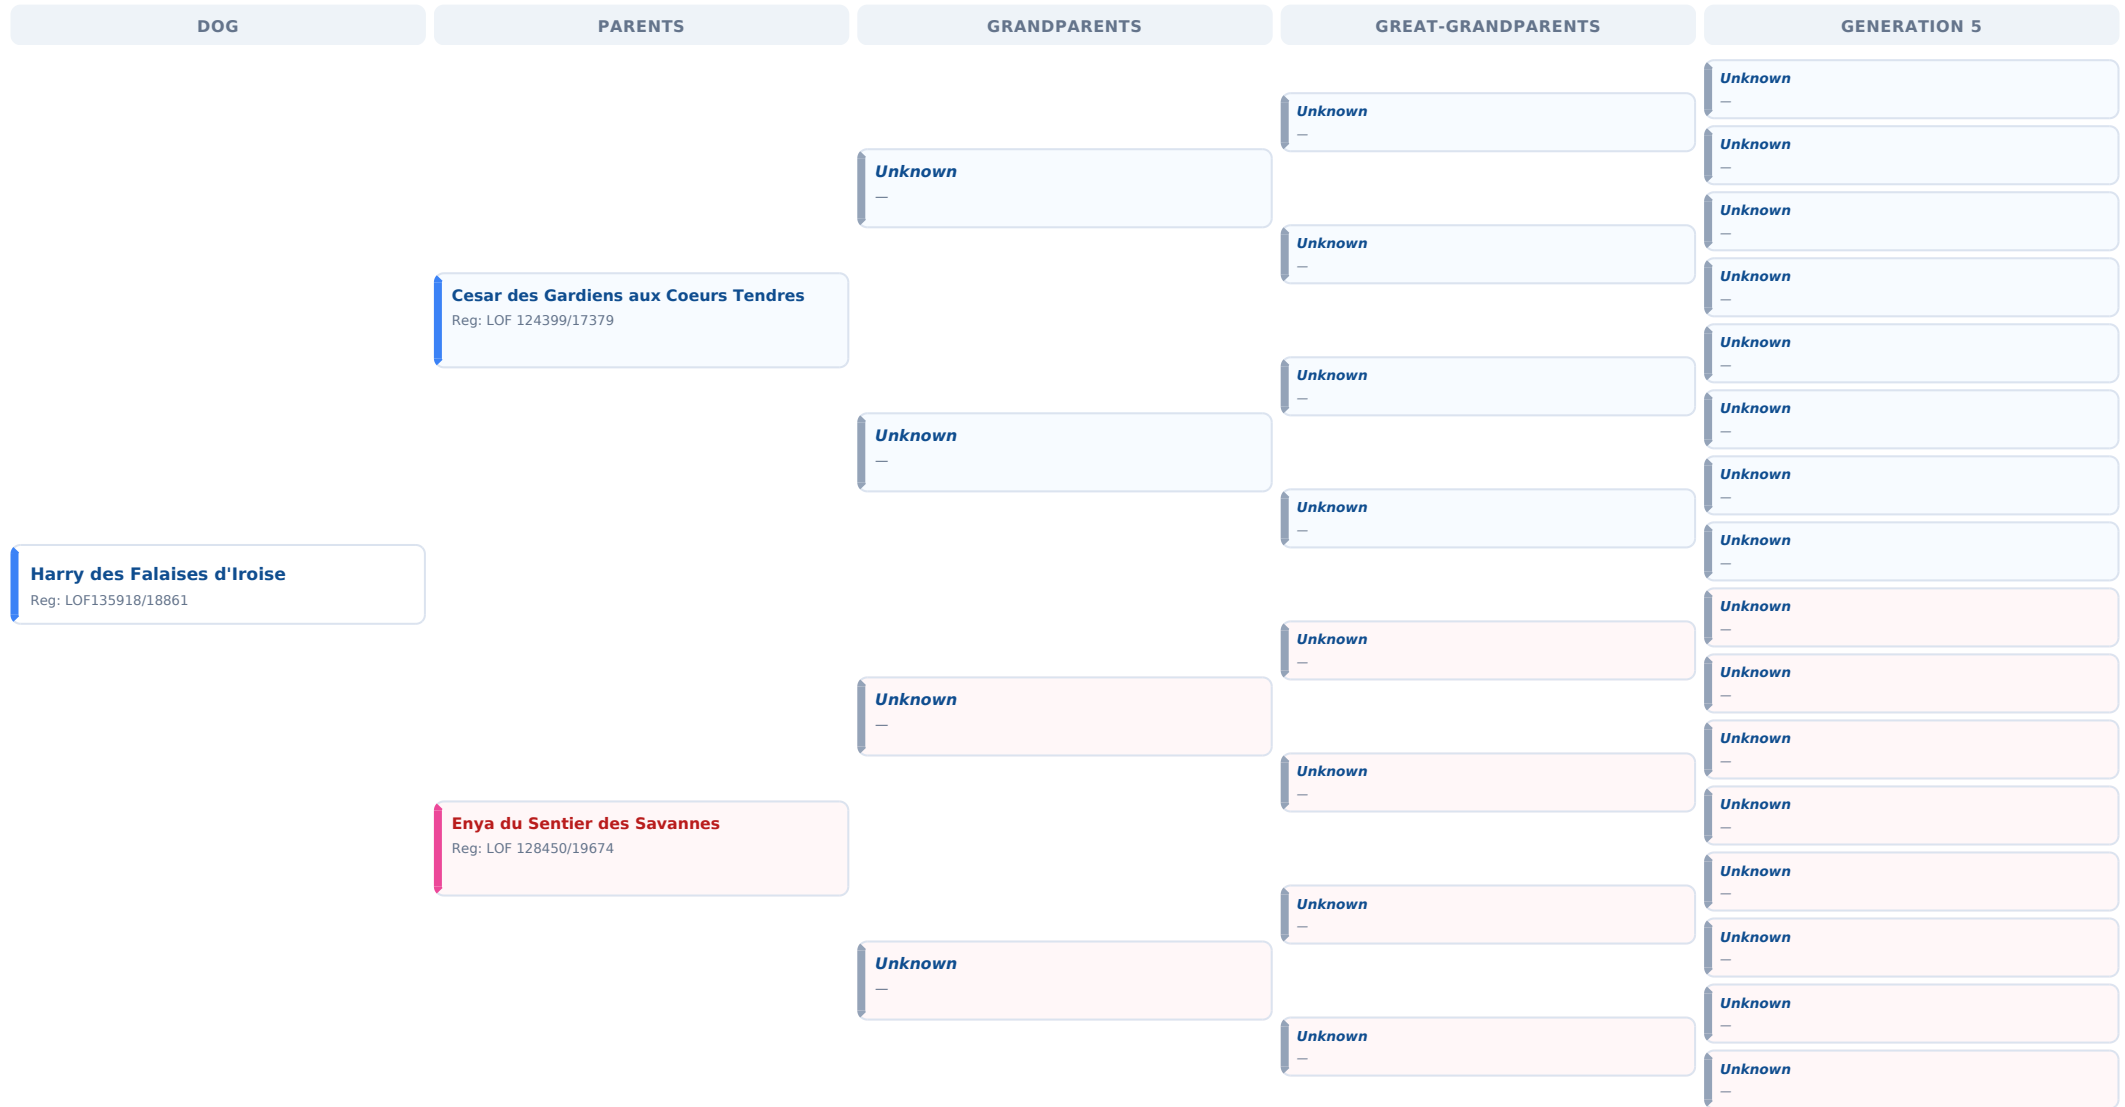 DOG
PARENTS
GRANDPARENTS
GREAT-GRANDPARENTS
GENERATION 5
Harry des Falaises d'Iroise
Reg: LOF135918/18861
Cesar des Gardiens aux Coeurs Tendres
Reg: LOF 124399/17379
Enya du Sentier des Savannes
Reg: LOF 128450/19674
Unknown
—
Unknown
—
Unknown
—
Unknown
—
Unknown
—
Unknown
—
Unknown
—
Unknown
—
Unknown
—
Unknown
—
Unknown
—
Unknown
—
Unknown
—
Unknown
—
Unknown
—
Unknown
—
Unknown
—
Unknown
—
Unknown
—
Unknown
—
Unknown
—
Unknown
—
Unknown
—
Unknown
—
Unknown
—
Unknown
—
Unknown
—
Unknown
—